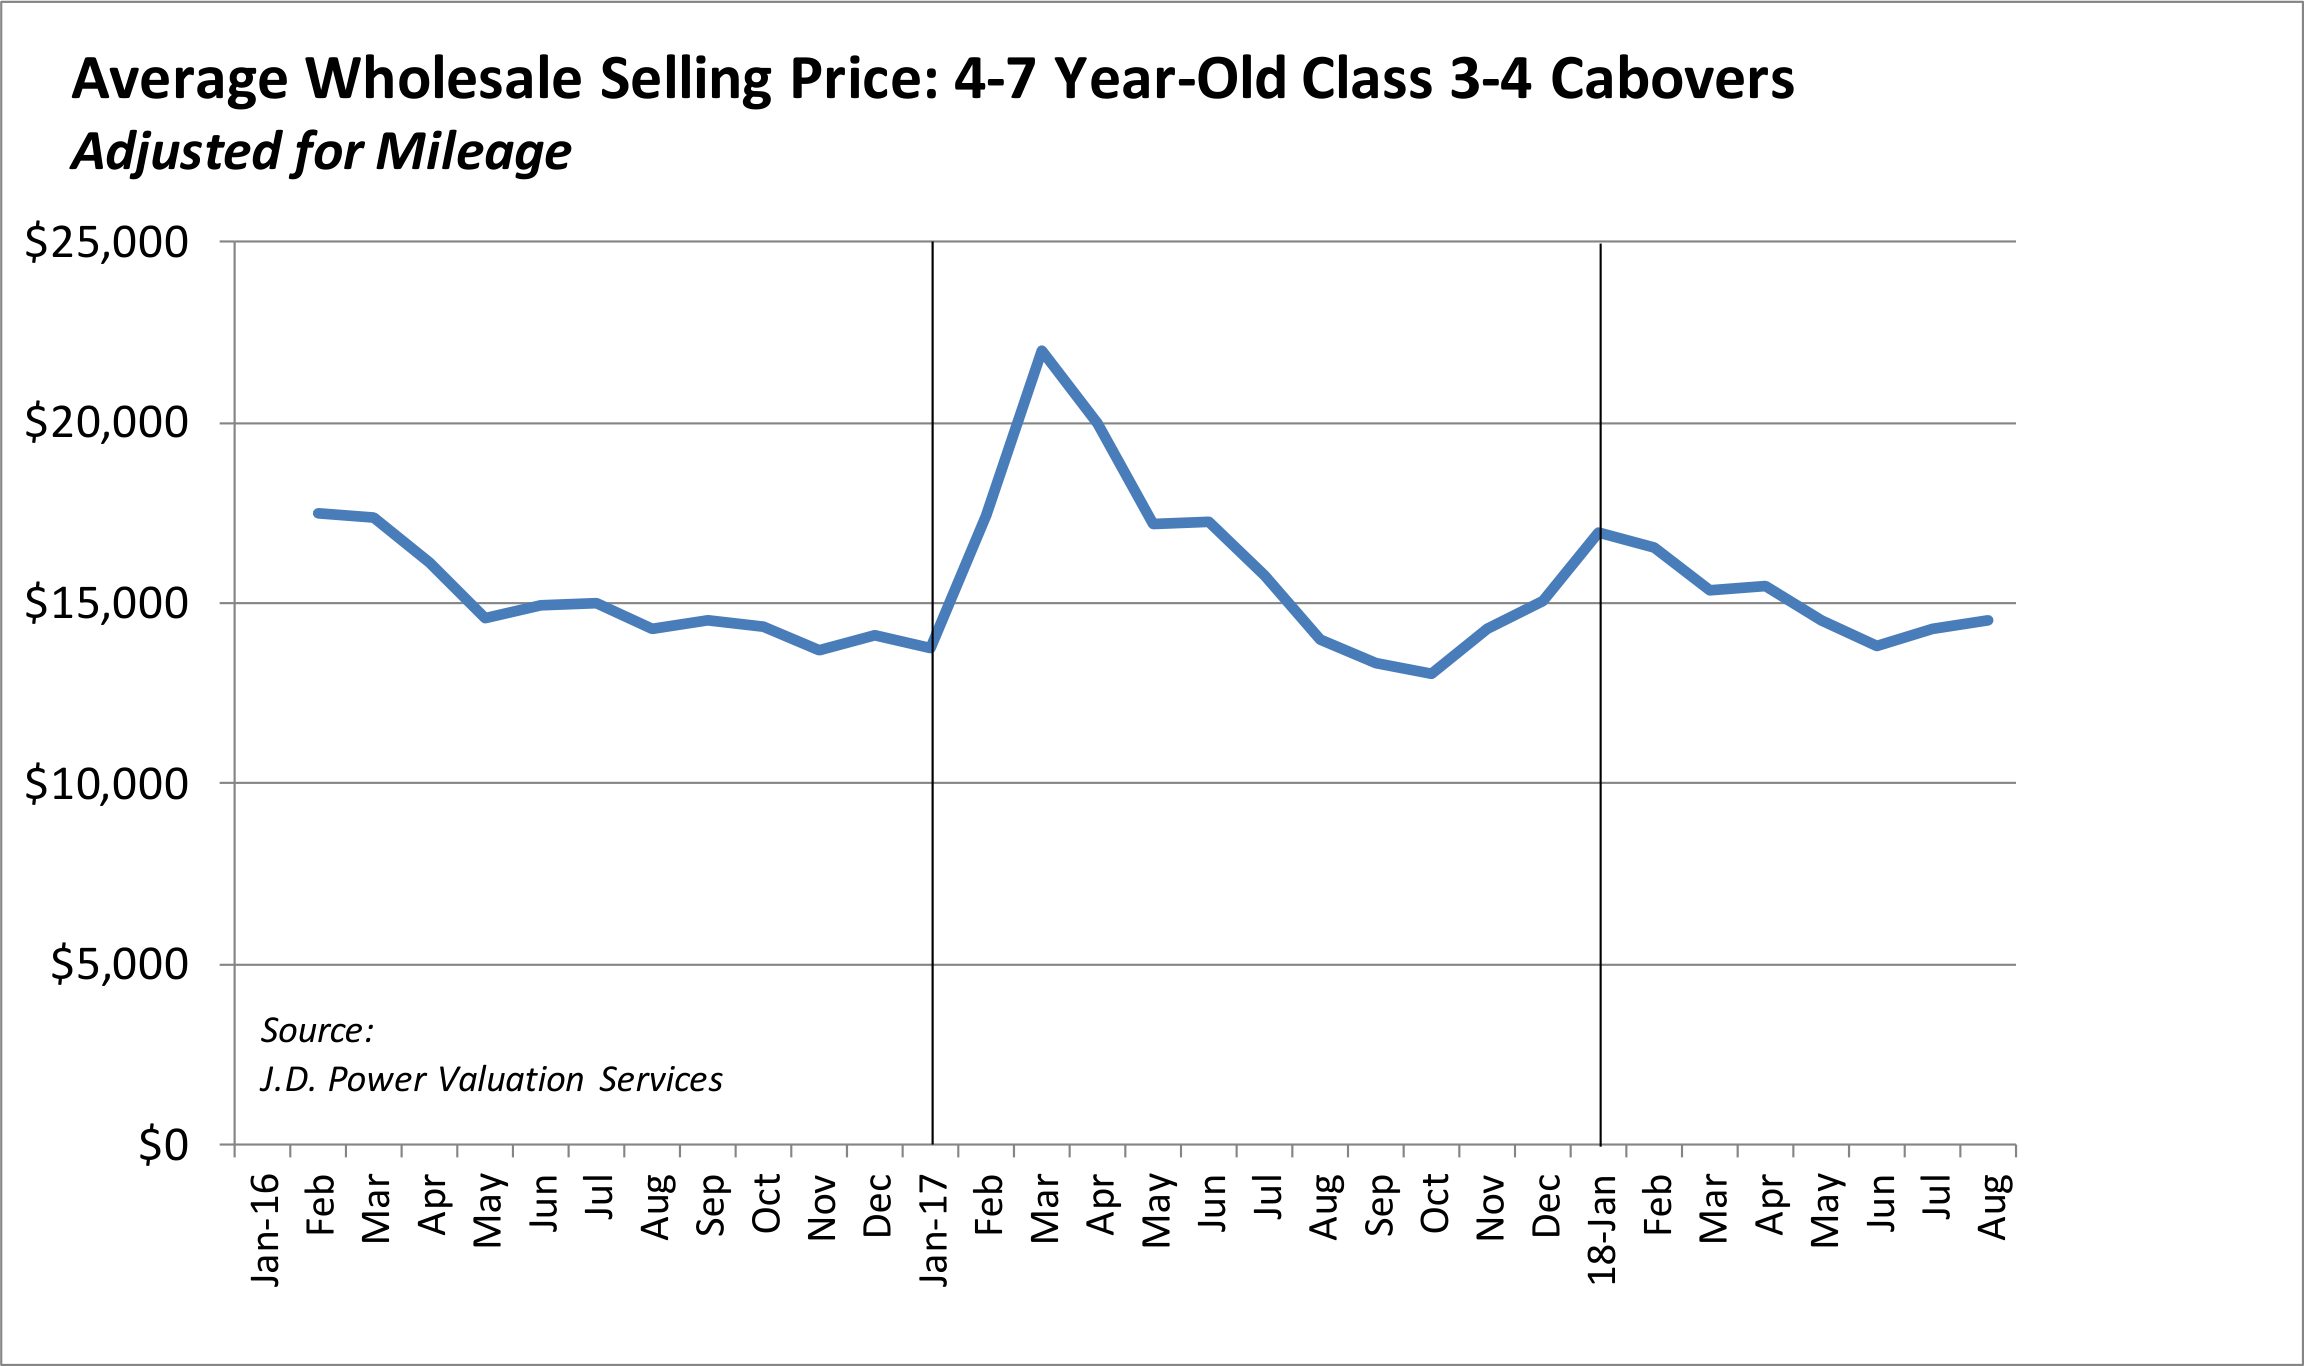 Average Wholesale Selling Price: 4-7 Year-Old Class 3-4 Cabovers
Adjusted for Mileage
$25,000
$20,000
$15,000
$10,000
$5,000
$0
Source:
J.D. Power Valuation Services
Jan-16
Feb
Mar
Apr
May
Jun
Jul
Aug
Sep
Oct
Nov
Dec
Jan-17
Feb
Mar
Apr
May
Jun
Jul
Aug
Sep
Oct
Nov
Dec
18-Jan
Feb
Mar
Apr
May
Jun
Jul
Aug